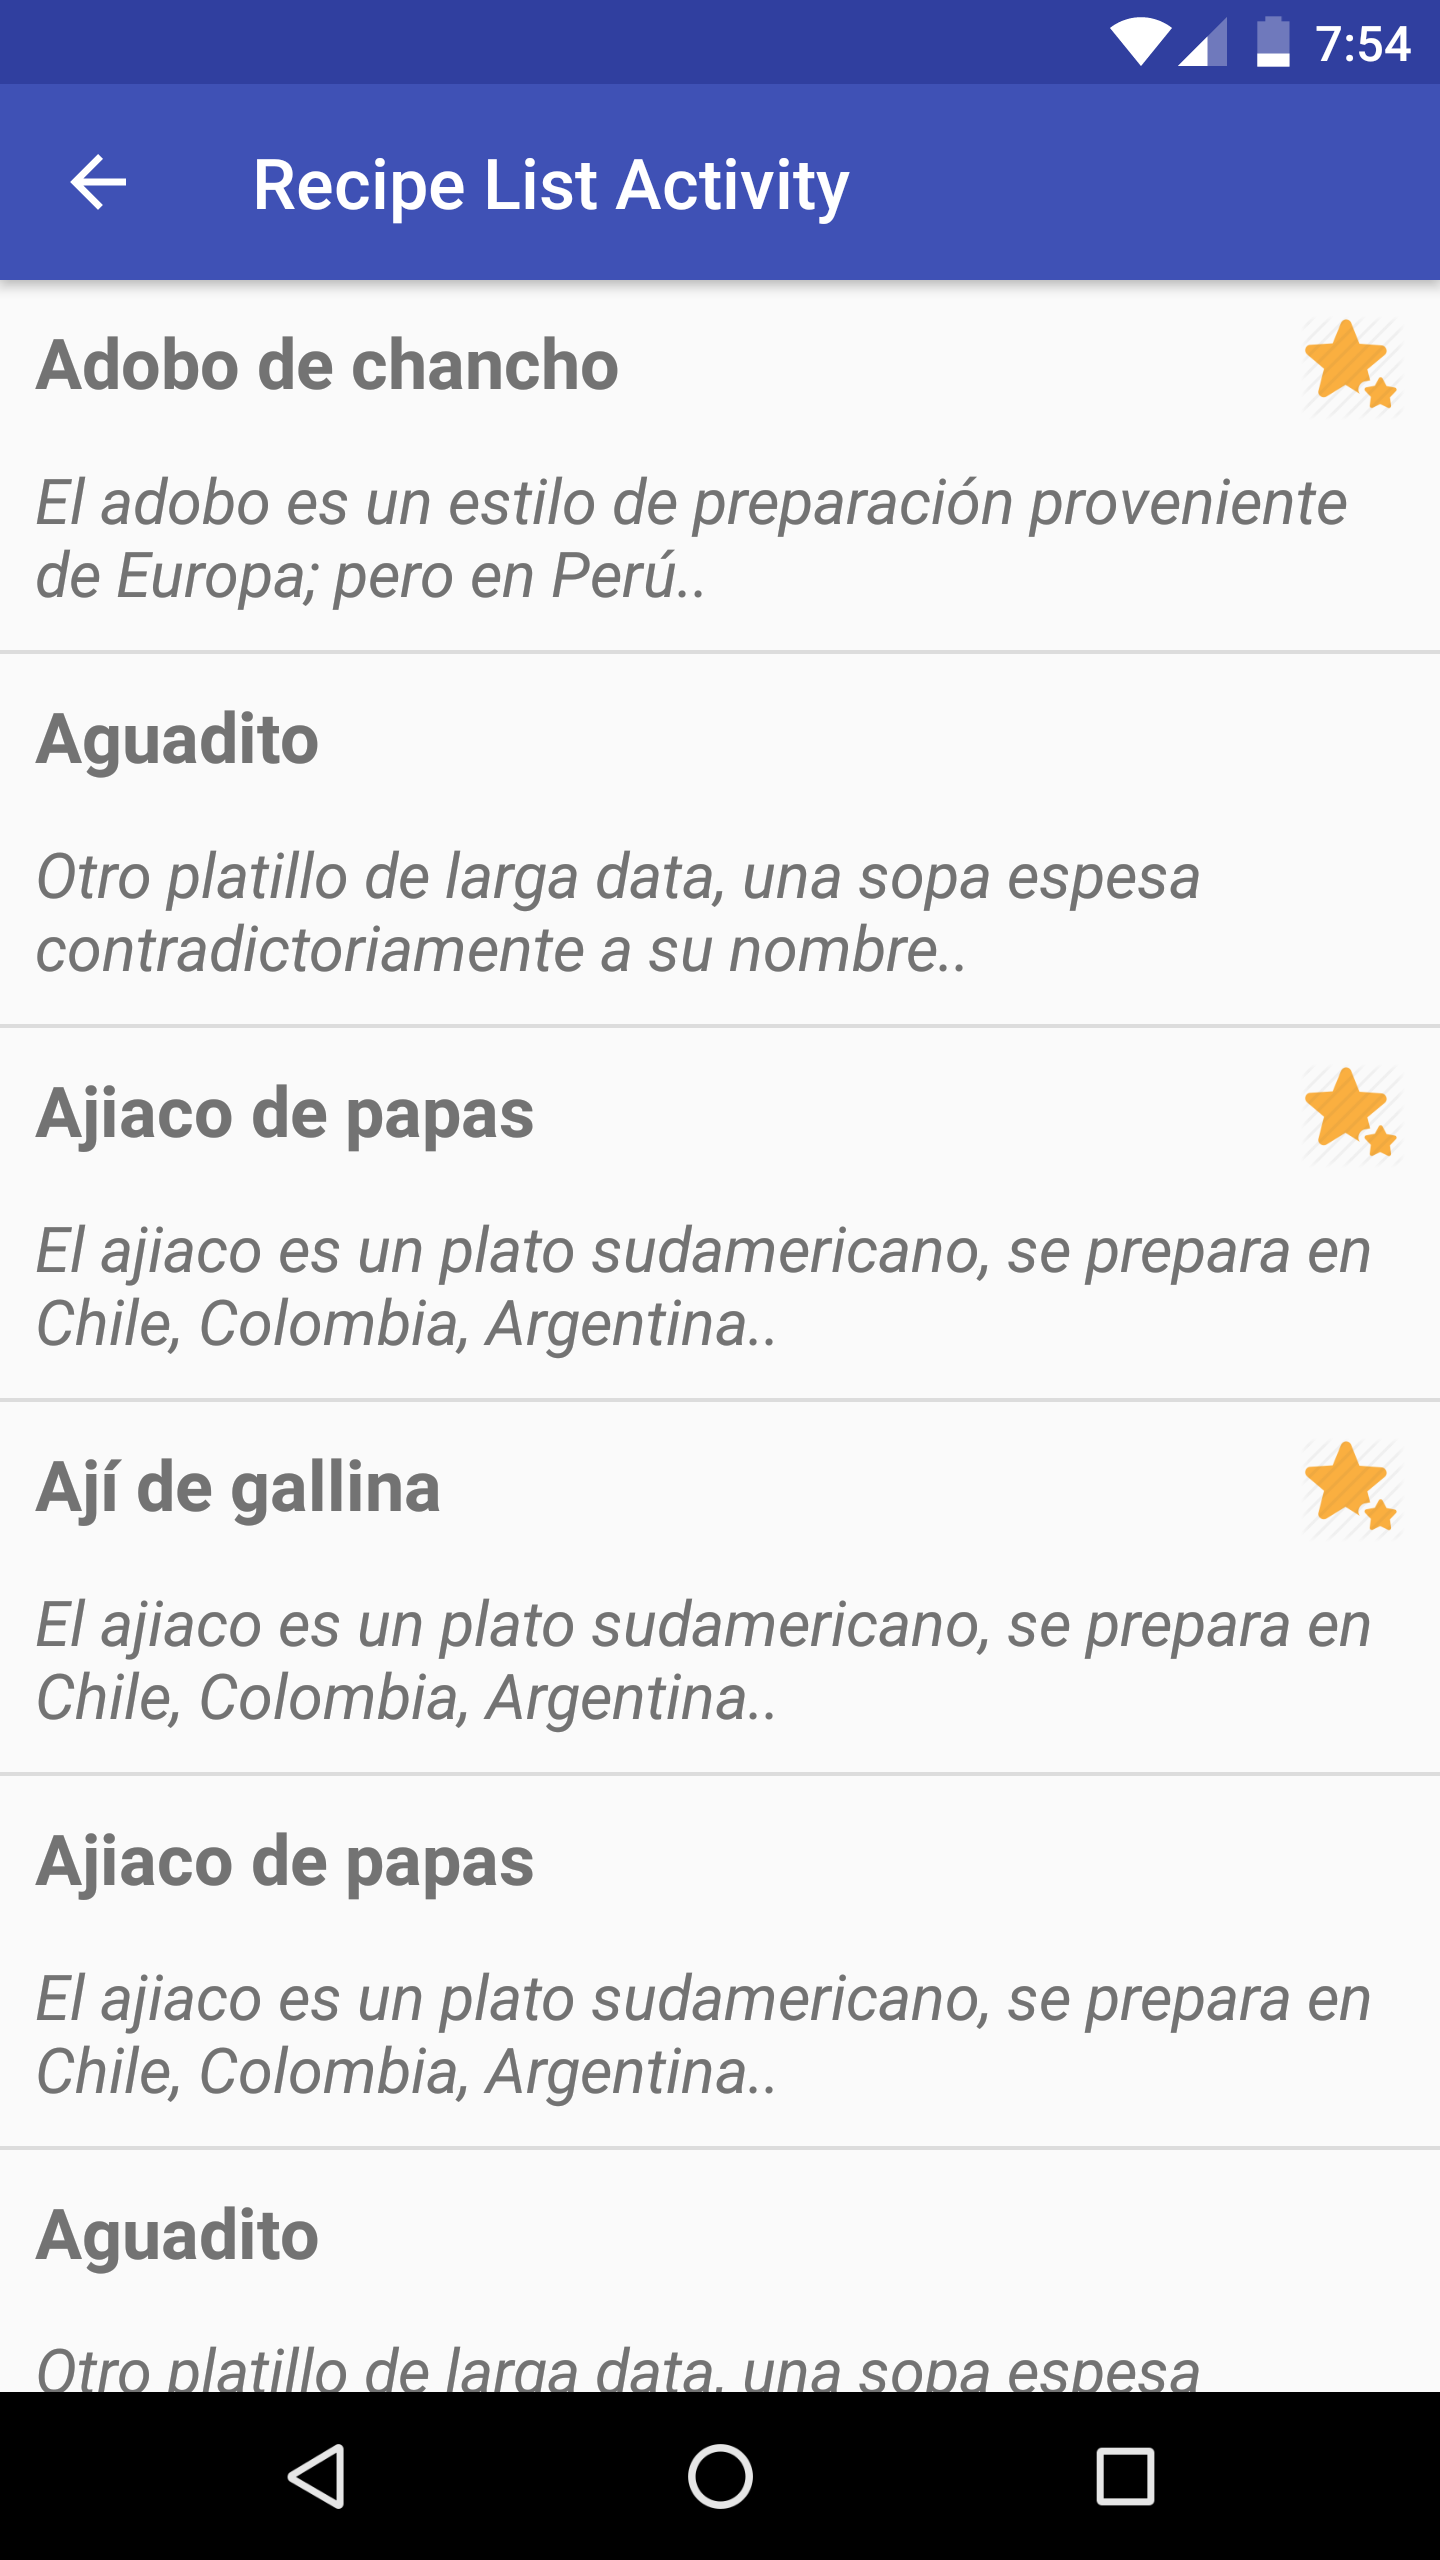 7:54
Recipe List Activity
Adobo de chancho
El adobo es un estilo de preparación proveniente
de Europa; pero en Perú..
Aguadito
Otro platillo de larga data, una sopa espesa
contradictoriamente a su nombre..
Ajiaco de papas
El ajiaco es un plato sudamericano, se prepara en
Chile, Colombia, Argentina..
Ají de gallina
El ajiaco es un plato sudamericano, se prepara en
Chile, Colombia, Argentina..
Ajiaco de papas
El ajiaco es un plato sudamericano, se prepara en
Chile, Colombia, Argentina..
Aguadito
Otro platillo de larga data, una sopa espesa